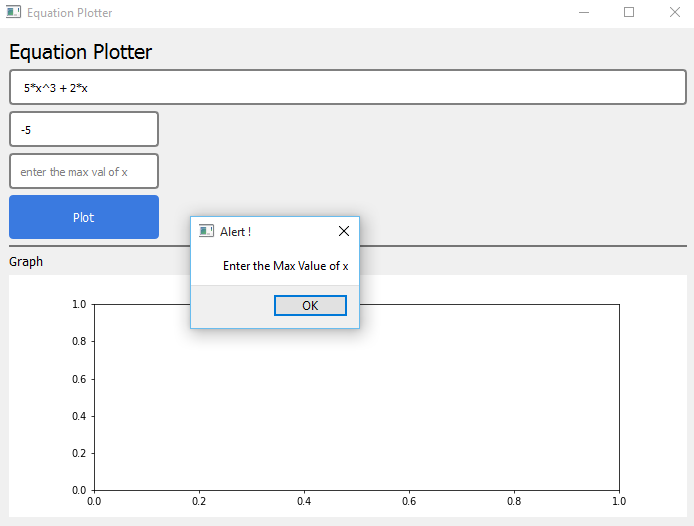 Equation Plotter
Equation Plotter
5*x^3 + 2*x
-5
enter the max val of x
Plot
Alert !
Enter the Max Value of x
OK
Graph
1.0
0.8
0.6
0.4
0.2
0.0
0.0 0.2 0.4 0.6 0.8 1.0